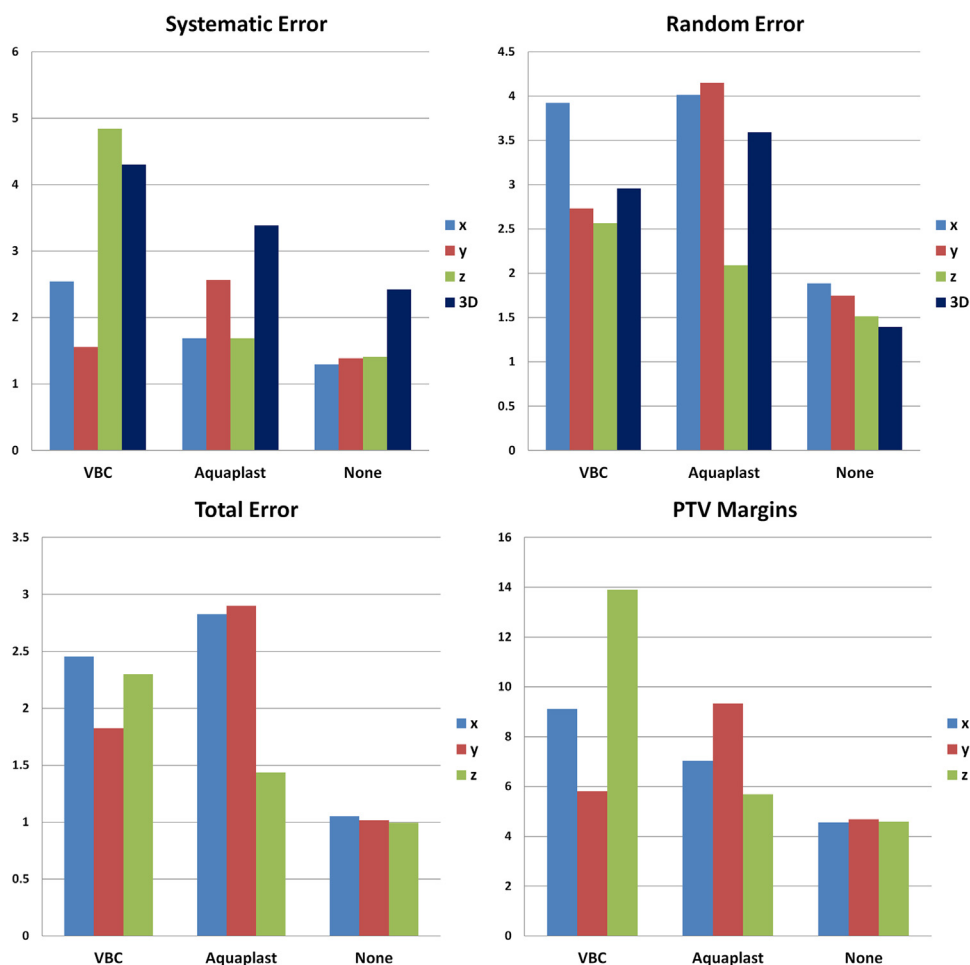 Systematic Error
6
5
4
3
2
1
0
VBC Aquaplast None
x
y
z
3D
Random Error
4.5
4
3.5
3
2.5
2
1.5
1
0.5
0
VBC Aquaplast None
x
y
z
3D
Total Error
3.5
3
2.5
2
1.5
1
0.5
0
VBC Aquaplast None
x
y
z
PTV Margins
16
14
12
10
8
6
4
2
0
VBC Aquaplast None
x
y
z